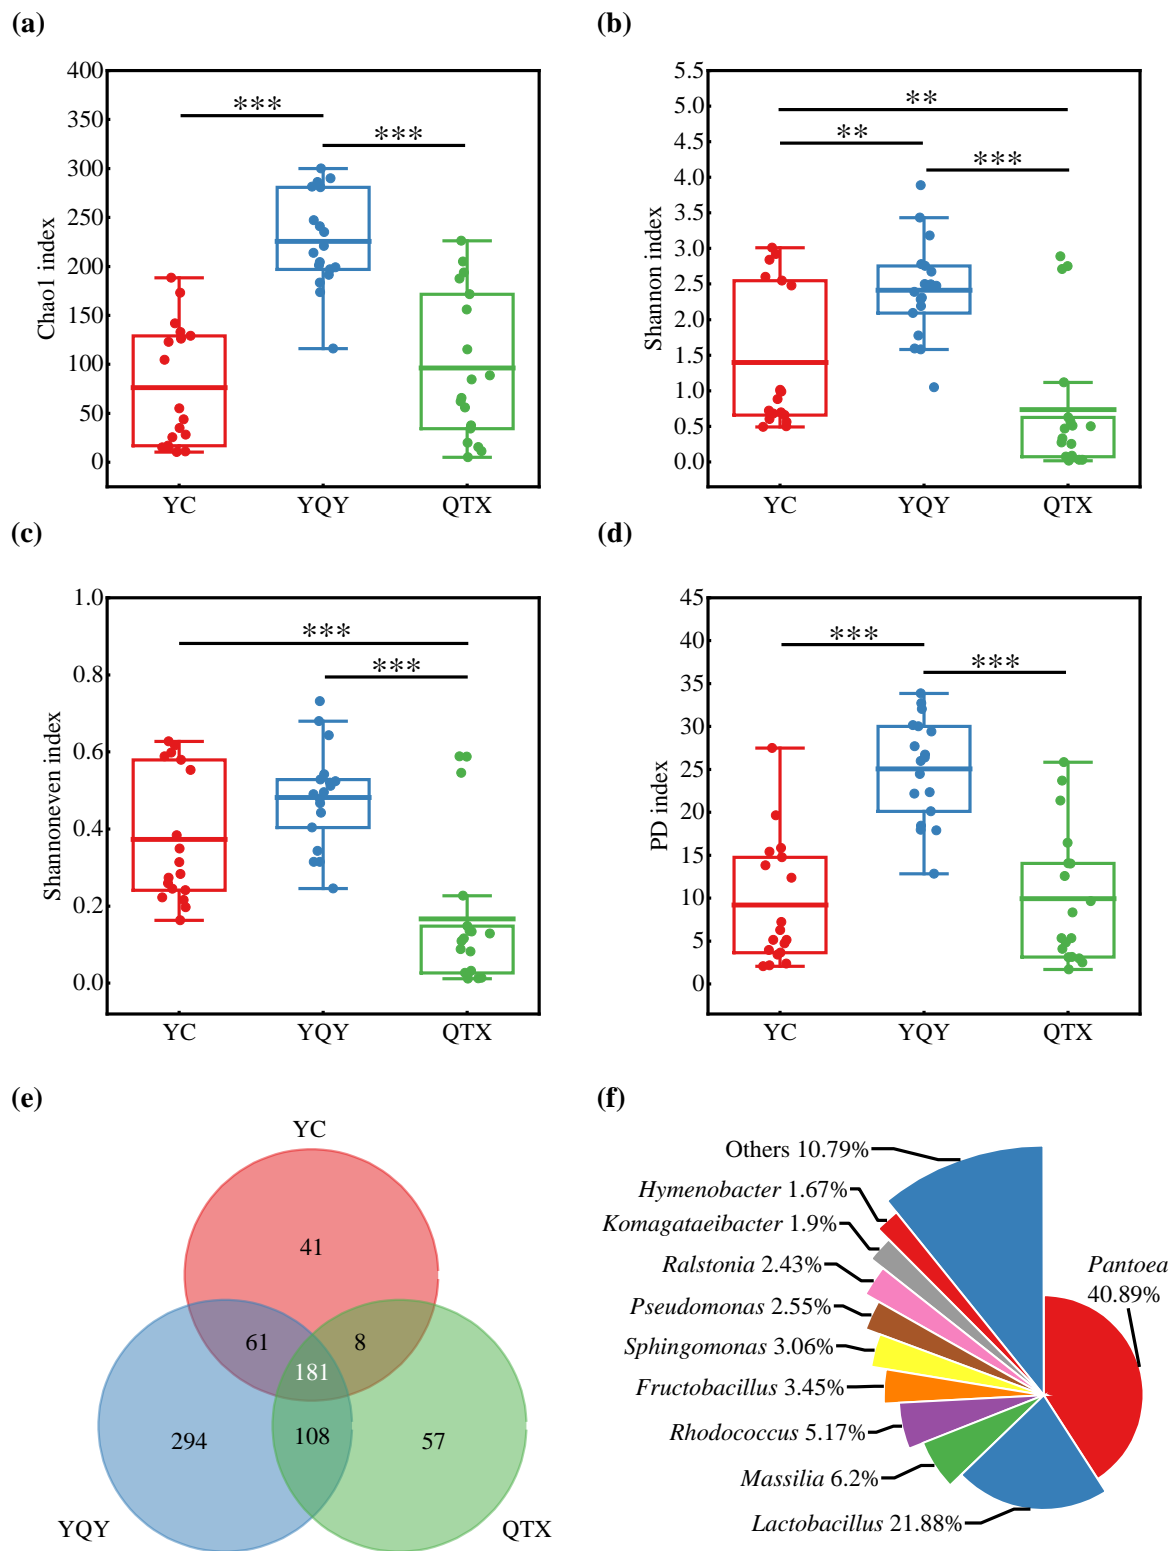 (a)
(b)
400
350
300
250
200
150
100
50
0
Chao1 index
***
***
YC
YQY
QTX
5.5
5.0
4.5
4.0
3.5
3.0
2.5
2.0
1.5
1.0
0.5
0.0
Shannon index
**
**
***
YC
YQY
QTX
(c)
(d)
1.0
0.8
0.6
0.4
0.2
0.0
Shannoneven index
***
***
YC
YQY
QTX
45
40
35
30
25
20
15
10
5
0
PD index
***
***
YC
YQY
QTX
(e)
YC
41
61
8
181
294
108
57
YQY
QTX
(f)
Others 10.79%
Hymenobacter 1.67%
Komagataeibacter 1.9%
Ralstonia 2.43%
Pseudomonas 2.55%
Sphingomonas 3.06%
Fructobacillus 3.45%
Rhodococcus 5.17%
Massilia 6.2%
Lactobacillus 21.88%
Pantoea
40.89%